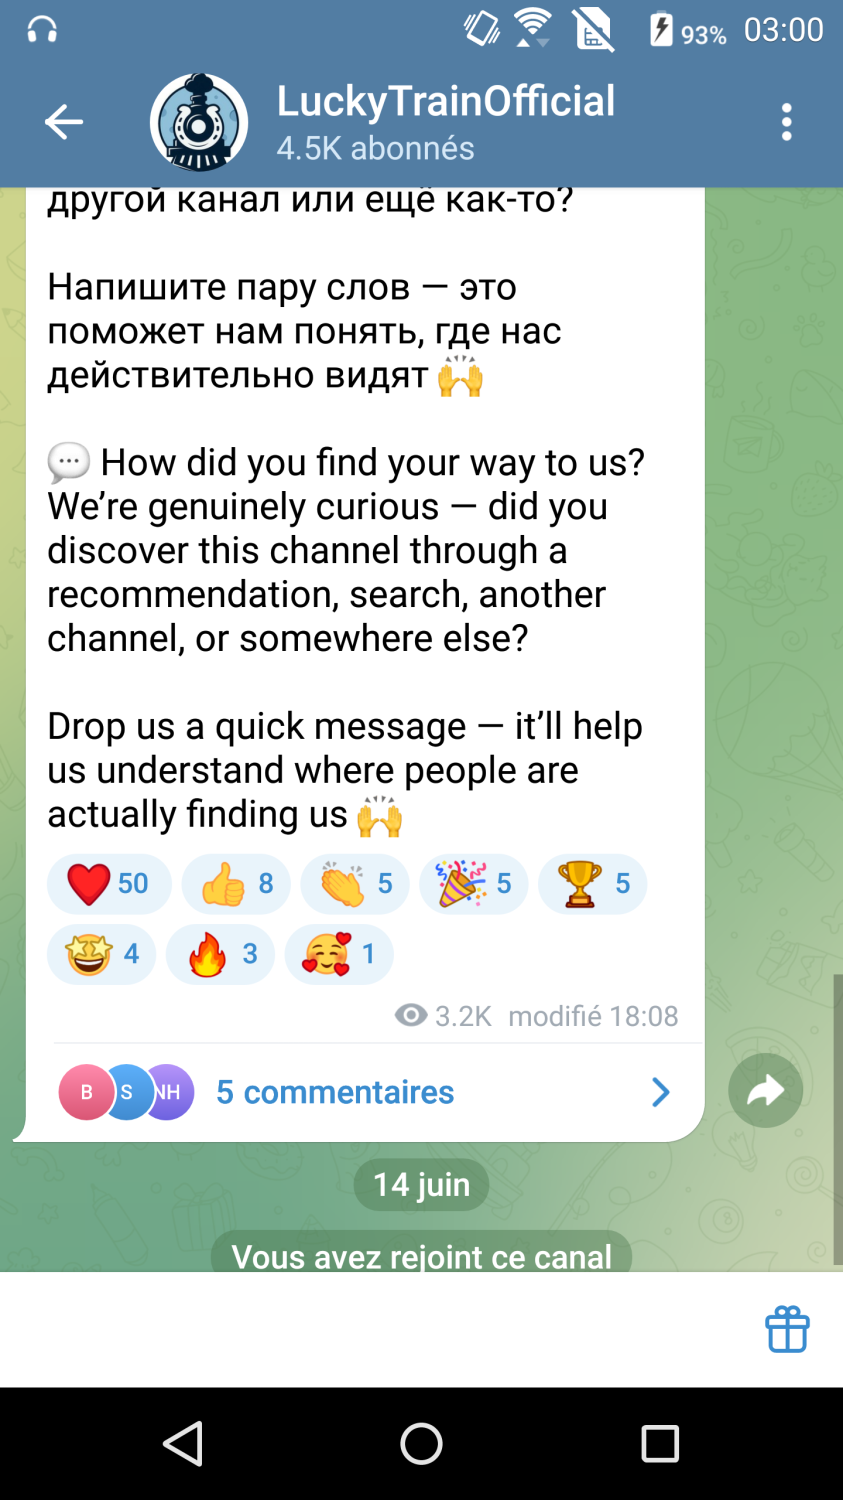 93% 03:00
LuckyTrainOfficial
4.5K abonnés
другой канал или ещё как-то?
Напишите пару слов — это
поможет нам понять, где нас
действительно видят 🙌
💬 How did you find your way to us?
We’re genuinely curious — did you
discover this channel through a
recommendation, search, another
channel, or somewhere else?
Drop us a quick message — it’ll help
us understand where people are
actually finding us 🙌
❤️ 50 👍 8 👏 5 🎉 5 🏆 5
🤩 4 🔥 3 🥰 1
3.2K modifié 18:08
B S NH 5 commentaires
14 juin
Vous avez rejoint ce canal